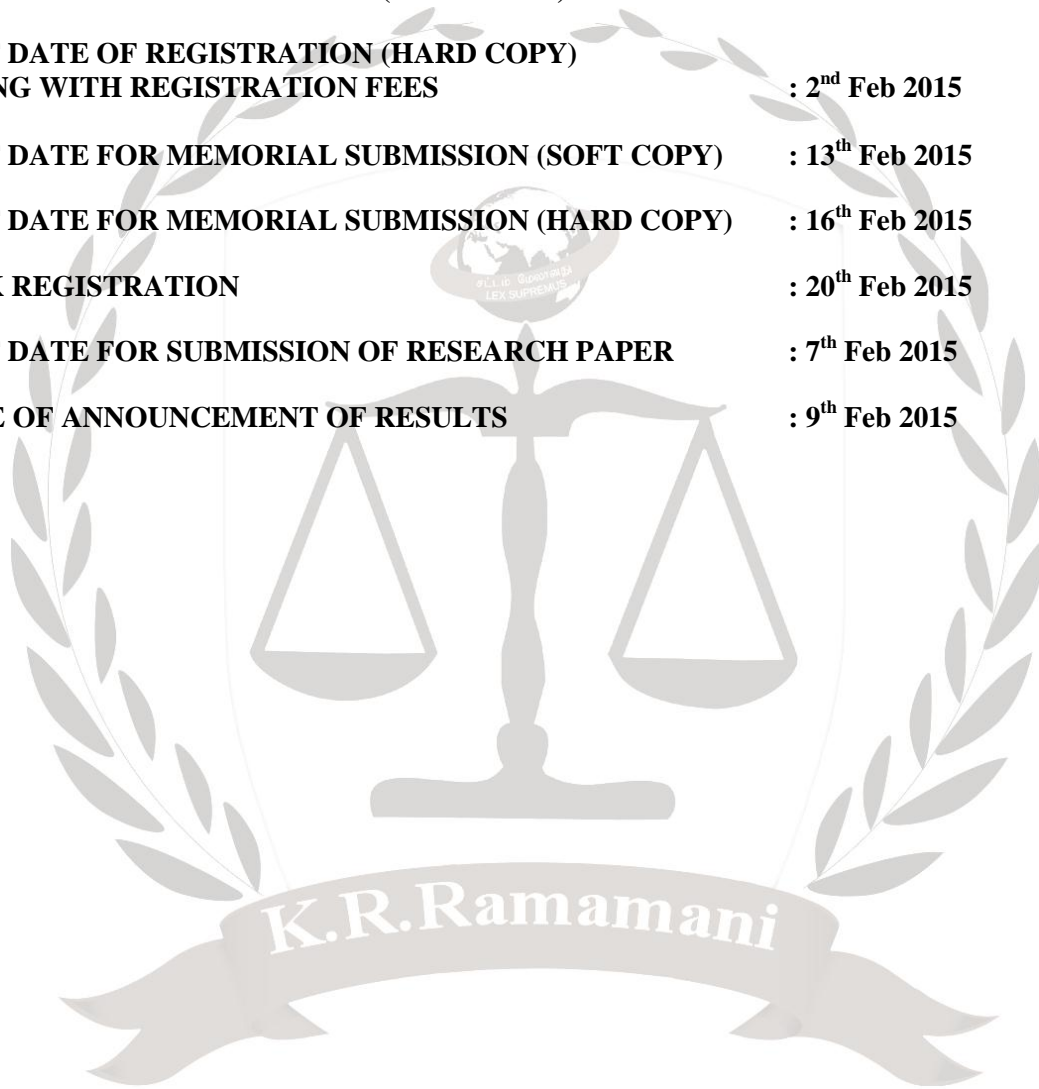 DATE OF REGISTRATION (HARD COPY)
NG WITH REGISTRATION FEES : 2nd Feb 2015
DATE FOR MEMORIAL SUBMISSION (SOFT COPY) : 13th Feb 2015
DATE FOR MEMORIAL SUBMISSION (HARD COPY) : 16th Feb 2015
LEX SUPREMUS
REGISTRATION : 20th Feb 2015
DATE FOR SUBMISSION OF RESEARCH PAPER : 7th Feb 2015
E OF ANNOUNCEMENT OF RESULTS : 9th Feb 2015
K.R.Ramamani